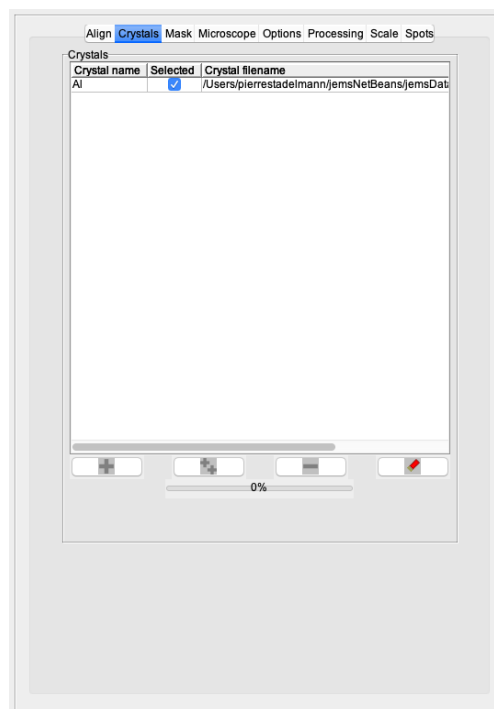 Align Crystals Mask Microscope Options Processing Scale Spots
Crystals
Crystal name Selected Crystal filename
Al /Users/pierrestadelmann/jemsNetBeans/jemsData
0%